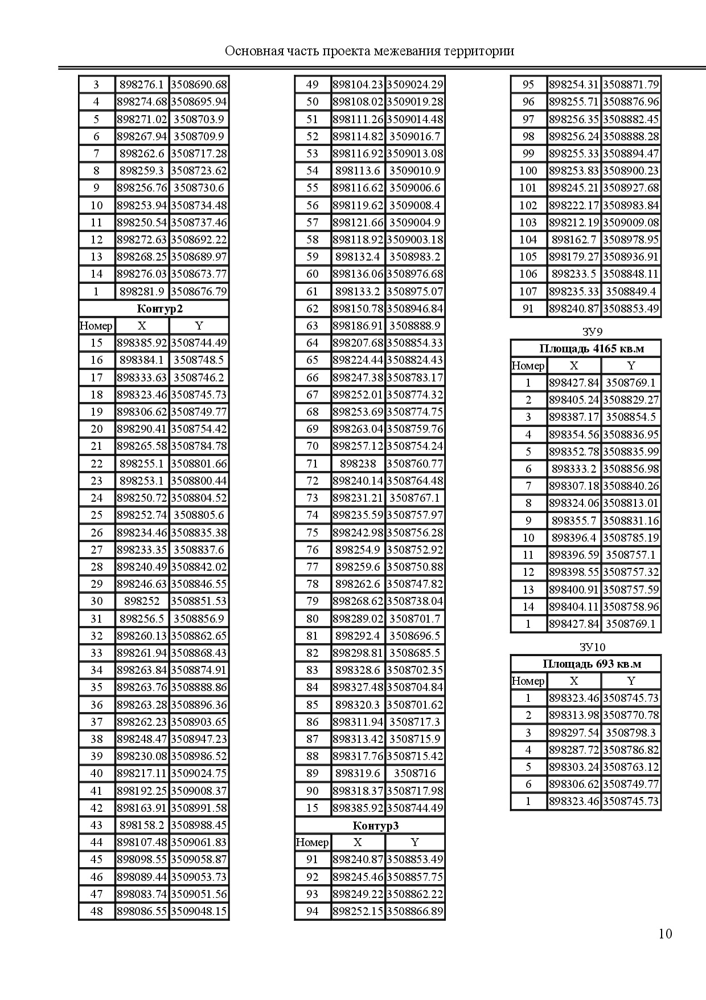 Основная часть проекта межевания территории
3 898276.1 3508690.68
4 898274.68 3508695.94
5 898271.02 3508703.9
6 898267.94 3508709.9
7 898262.6 3508717.28
8 898259.3 3508723.62
9 898256.76 3508730.6
10 898253.94 3508734.48
11 898250.54 3508737.46
12 898272.63 3508692.22
13 898268.25 3508689.97
14 898276.03 3508673.77
1 898281.9 3508676.79
Контур2
Номер X Y
15 898385.92 3508744.49
16 898384.1 3508748.5
17 898333.63 3508746.2
18 898323.46 3508745.73
19 898306.62 3508749.77
20 898290.41 3508754.42
21 898265.58 3508784.78
22 898255.1 3508801.66
23 898253.1 3508800.44
24 898250.72 3508804.52
25 898252.74 3508805.6
26 898234.46 3508835.38
27 898233.35 3508837.6
28 898240.49 3508842.02
29 898246.63 3508846.55
30 898252 3508851.53
31 898256.5 3508856.9
32 898260.13 3508862.65
33 898261.94 3508868.43
34 898263.84 3508874.91
35 898263.76 3508888.86
36 898263.28 3508896.36
37 898262.23 3508903.65
38 898248.47 3508947.23
39 898230.08 3508986.52
40 898217.11 3509024.75
41 898192.25 3509008.37
42 898163.91 3508991.58
43 898158.2 3508988.45
44 898107.48 3509061.83
45 898098.55 3509058.87
46 898089.44 3509053.73
47 898083.74 3509051.56
48 898086.55 3509048.15
49 898104.23 3509024.29
50 898108.02 3509019.28
51 898111.26 3509014.48
52 898114.82 3509016.7
53 898116.92 3509013.08
54 898113.6 3509010.9
55 898116.62 3509006.6
56 898119.62 3509008.4
57 898121.66 3509004.9
58 898118.92 3509003.18
59 898132.4 3508983.2
60 898136.06 3508976.68
61 898133.2 3508975.07
62 898150.78 3508946.84
63 898186.91 3508888.9
64 898207.68 3508854.33
65 898224.44 3508824.43
66 898247.38 3508783.17
67 898252.01 3508774.32
68 898253.69 3508774.75
69 898263.04 3508759.76
70 898257.12 3508754.24
71 898238 3508760.77
72 898240.14 3508764.48
73 898231.21 3508767.1
74 898235.59 3508757.97
75 898242.98 3508756.28
76 898254.9 3508752.92
77 898259.6 3508750.88
78 898262.6 3508747.82
79 898268.62 3508738.04
80 898289.02 3508701.7
81 898292.4 3508696.5
82 898298.81 3508685.5
83 898328.6 3508702.35
84 898327.48 3508704.84
85 898320.3 3508701.62
86 898311.94 3508717.3
87 898313.42 3508715.9
88 898317.76 3508715.42
89 898319.6 3508716
90 898318.37 3508717.98
15 898385.92 3508744.49
Контур3
Номер X Y
91 898240.87 3508853.49
92 898245.46 3508857.75
93 898249.22 3508862.22
94 898252.15 3508866.89
95 898254.31 3508871.79
96 898255.71 3508876.96
97 898256.35 3508882.45
98 898256.24 3508888.28
99 898255.33 3508894.47
100 898253.83 3508900.23
101 898245.21 3508927.68
102 898222.17 3508983.84
103 898212.19 3509009.08
104 898162.7 3508978.95
105 898179.27 3508936.91
106 898233.5 3508848.11
107 898235.33 3508849.4
91 898240.87 3508853.49
ЗУ9
Площадь 4165 кв.м
Номер X Y
1 898427.84 3508769.1
2 898405.24 3508829.27
3 898387.17 3508854.5
4 898354.56 3508836.95
5 898352.78 3508835.99
6 898333.2 3508856.98
7 898307.18 3508840.26
8 898324.06 3508813.01
9 898355.7 3508831.16
10 898396.4 3508785.19
11 898396.59 3508757.1
12 898398.55 3508757.32
13 898400.91 3508757.59
14 898404.11 3508758.96
1 898427.84 3508769.1
ЗУ10
Площадь 693 кв.м
Номер X Y
1 898323.46 3508745.73
2 898313.98 3508770.78
3 898297.54 3508798.3
4 898287.72 3508786.82
5 898303.24 3508763.12
6 898306.62 3508749.77
1 898323.46 3508745.73
10